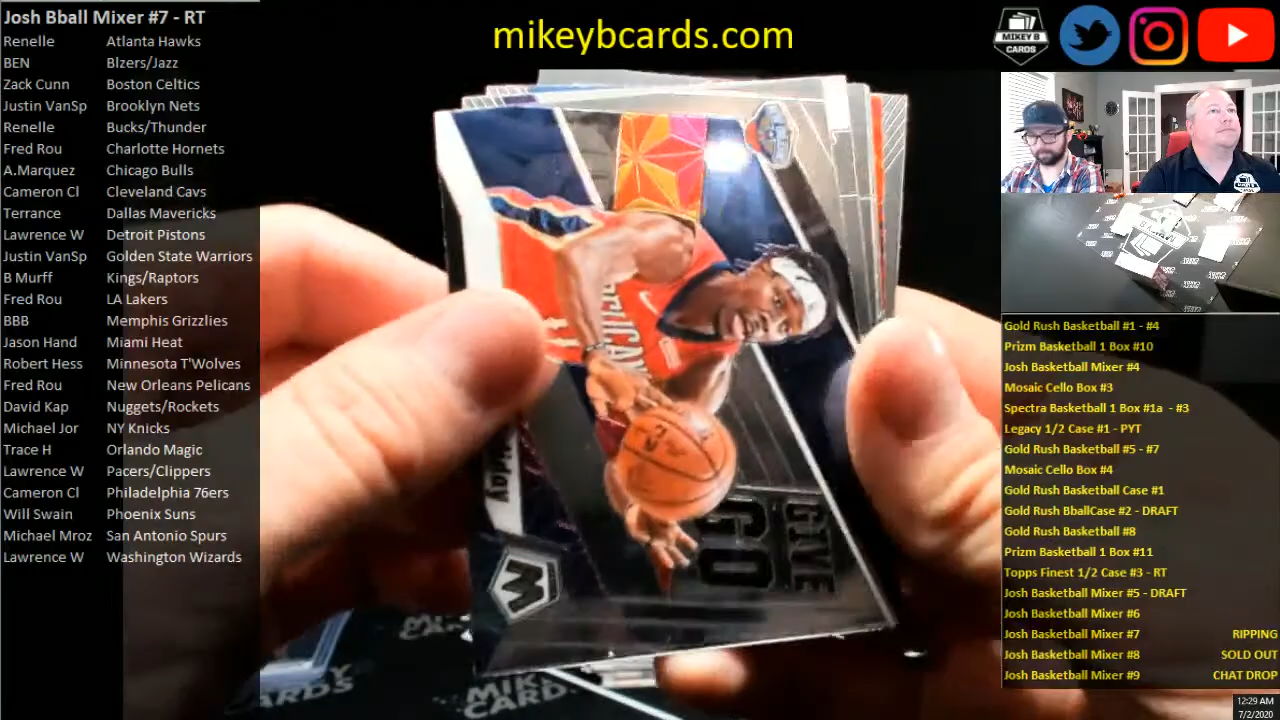 Josh Bball Mixer #7 - RT
Renelle Atlanta Hawks
BEN Blzers/Jazz
Zack Cunn Boston Celtics
Justin VanSp Brooklyn Nets
Renelle Bucks/Thunder
Fred Rou Charlotte Hornets
A.Marquez Chicago Bulls
Cameron Cl Cleveland Cavs
Terrance Dallas Mavericks
Lawrence W Detroit Pistons
Justin VanSp Golden State Warriors
B Murff Kings/Raptors
Fred Rou LA Lakers
BBB Memphis Grizzlies
Jason Hand Miami Heat
Robert Hess Minnesota T'Wolves
Fred Rou New Orleans Pelicans
David Kap Nuggets/Rockets
Michael Jor NY Knicks
Trace H Orlando Magic
Lawrence W Pacers/Clippers
Cameron Cl Philadelphia 76ers
Will Swain Phoenix Suns
Michael Mroz San Antonio Spurs
Lawrence W Washington Wizards
mikeybcards.com
GIVE
GO
M
MIKEY B
CARDS
Gold Rush Basketball #1 - #4
Prizm Basketball 1 Box #10
Josh Basketball Mixer #4
Mosaic Cello Box #3
Spectra Basketball 1 Box #1a - #3
Legacy 1/2 Case #1 - PYT
Gold Rush Basketball #5 - #7
Mosaic Cello Box #4
Gold Rush Basketball Case #1
Gold Rush BballCase #2 - DRAFT
Gold Rush Basketball #8
Prizm Basketball 1 Box #11
Topps Finest 1/2 Case #3 - RT
Josh Basketball Mixer #5 - DRAFT
Josh Basketball Mixer #6
Josh Basketball Mixer #7 RIPPING
Josh Basketball Mixer #8 SOLD OUT
Josh Basketball Mixer #9 CHAT DROP
12:29 AM
7/2/2020